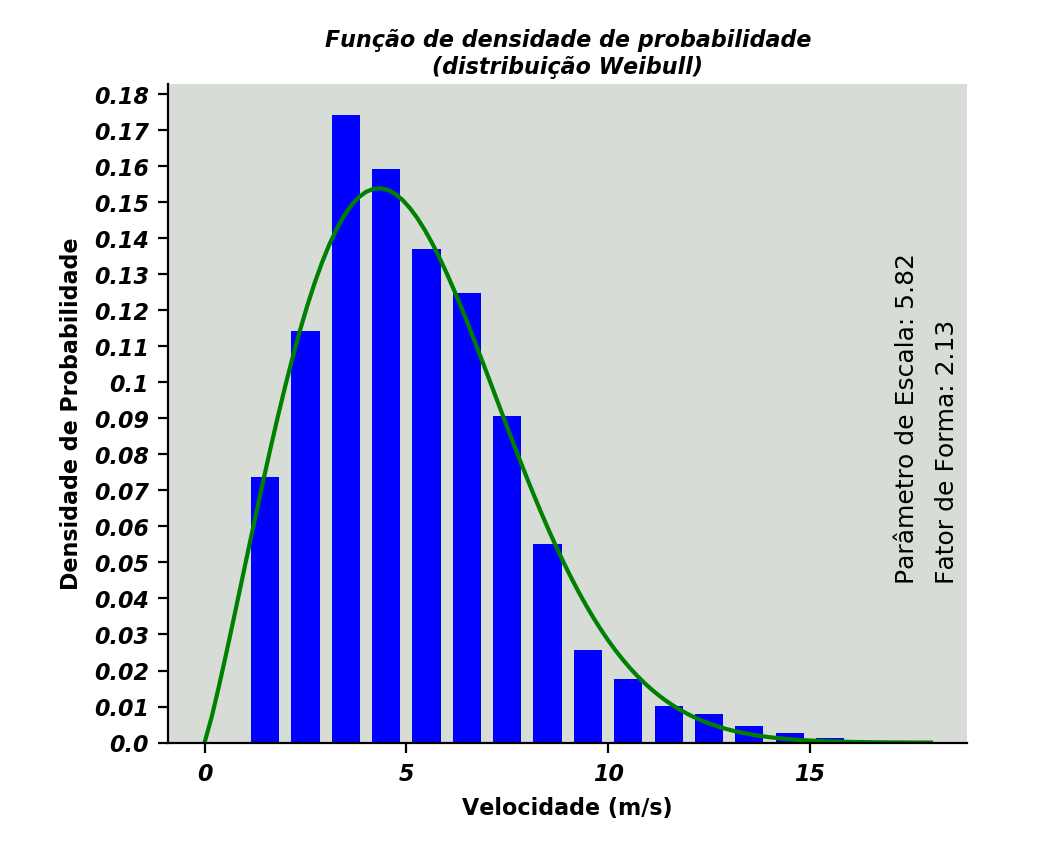 Função de densidade de probabilidade
(distribuição Weibull)
0.18
0.17
0.16
0.15
0.14
0.13
0.12
0.11
0.1
0.09
0.08
0.07
0.06
0.05
0.04
0.03
0.02
0.01
0.0
Densidade de Probabilidade
Parâmetro de Escala: 5.82
Fator de Forma: 2.13
0 5 10 15
Velocidade (m/s)